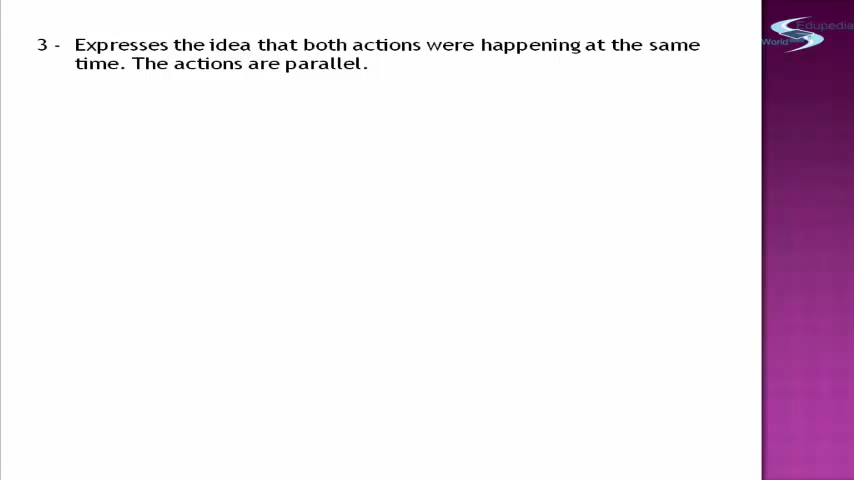 3 - Expresses the idea that both actions were happening at the same
time. The actions are parallel.
Edupedia
World